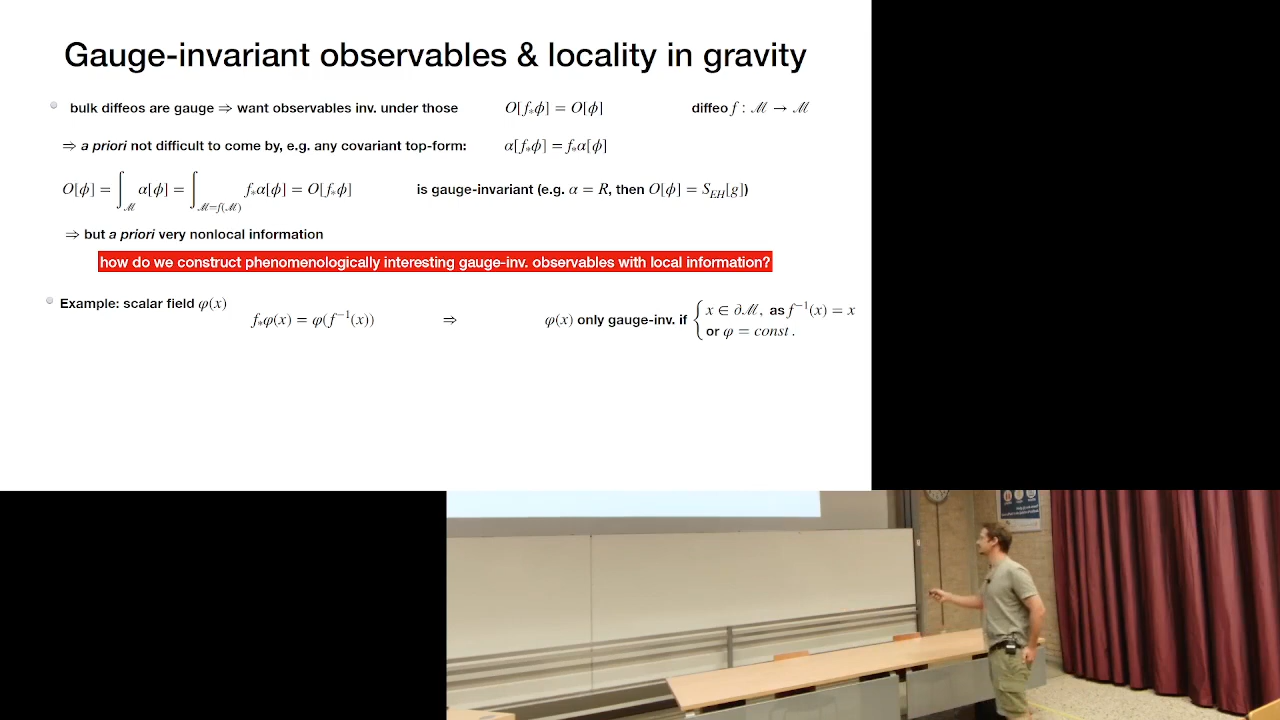 Gauge-invariant observables & locality in gravity
bulk diffeos are gauge ⇒ want observables inv. under those O[f⁎ϕ] = O[ϕ] diffeo f : ℳ → ℳ
⇒ a priori not difficult to come by, e.g. any covariant top-form: α[f⁎ϕ] = f⁎α[ϕ]
O[ϕ] = ∫_ℳ α[ϕ] = ∫_{ℳ=f(ℳ)} f⁎α[ϕ] = O[f⁎ϕ] is gauge-invariant (e.g. α = R, then O[ϕ] = S_{EH}[g])
⇒ but a priori very nonlocal information
how do we construct phenomenologically interesting gauge-inv. observables with local information?
Example: scalar field φ(x)
f⁎φ(x) = φ(f⁻¹(x)) ⇒ φ(x) only gauge-inv. if { x ∈ ∂ℳ, as f⁻¹(x) = x
or φ = const .